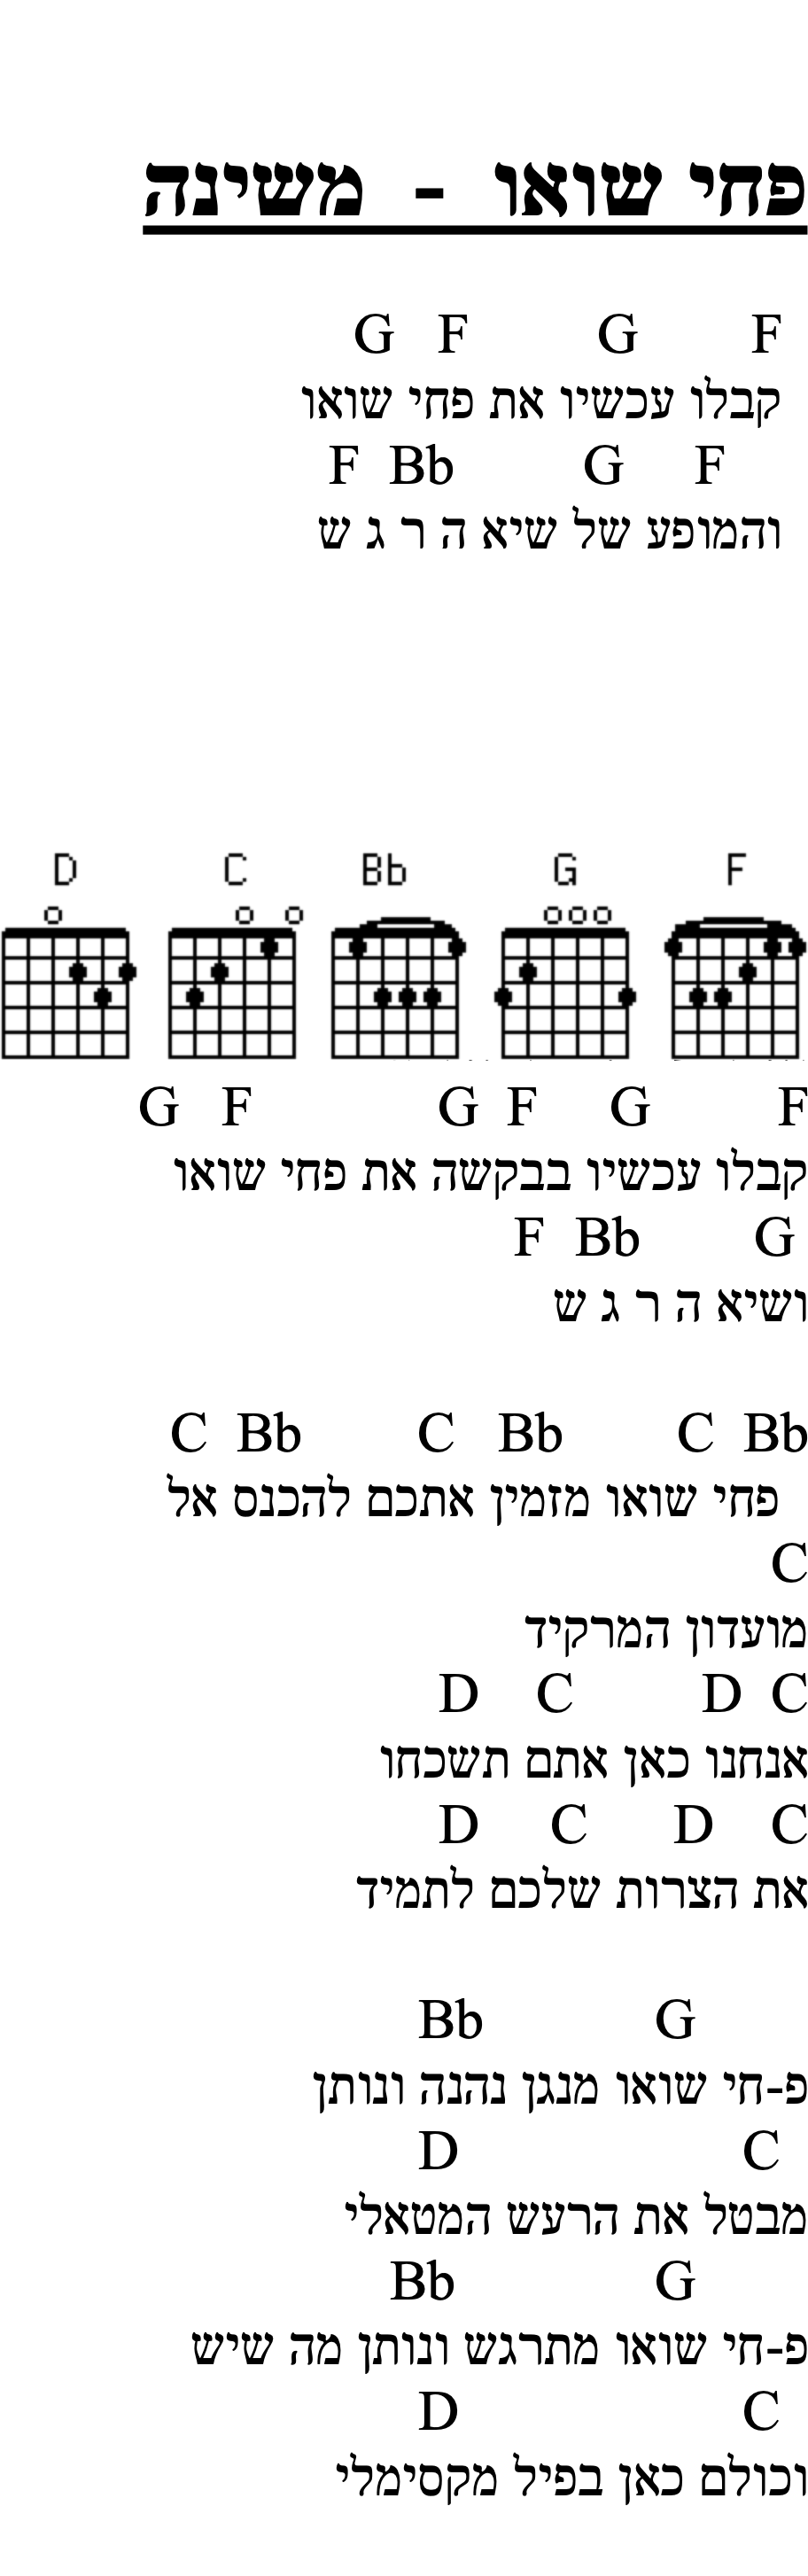 פחי שואו - משינה
F G F G
קבלו עכשיו את פחי שואו
F G Bb F
והמופע של שיא ה ר ג ש
F G Bb C D
F G F G F G
קבלו עכשיו בבקשה את פחי שואו
G Bb F
ושיא ה ר ג ש
Bb C Bb C Bb C
פחי שואו מזמין אתכם להכנס אל
C
מועדון המרקיד
C D C D
אנחנו כאן אתם תשכחו
C D C D
את הצרות שלכם לתמיד
G Bb
פ-חי שואו מנגן נהנה ונותן
C D
מבטל את הרעש המטאלי
G Bb
פ-חי שואו מתרגש ונותן מה שיש
C D
וכולם כאן בפיל מקסימלי